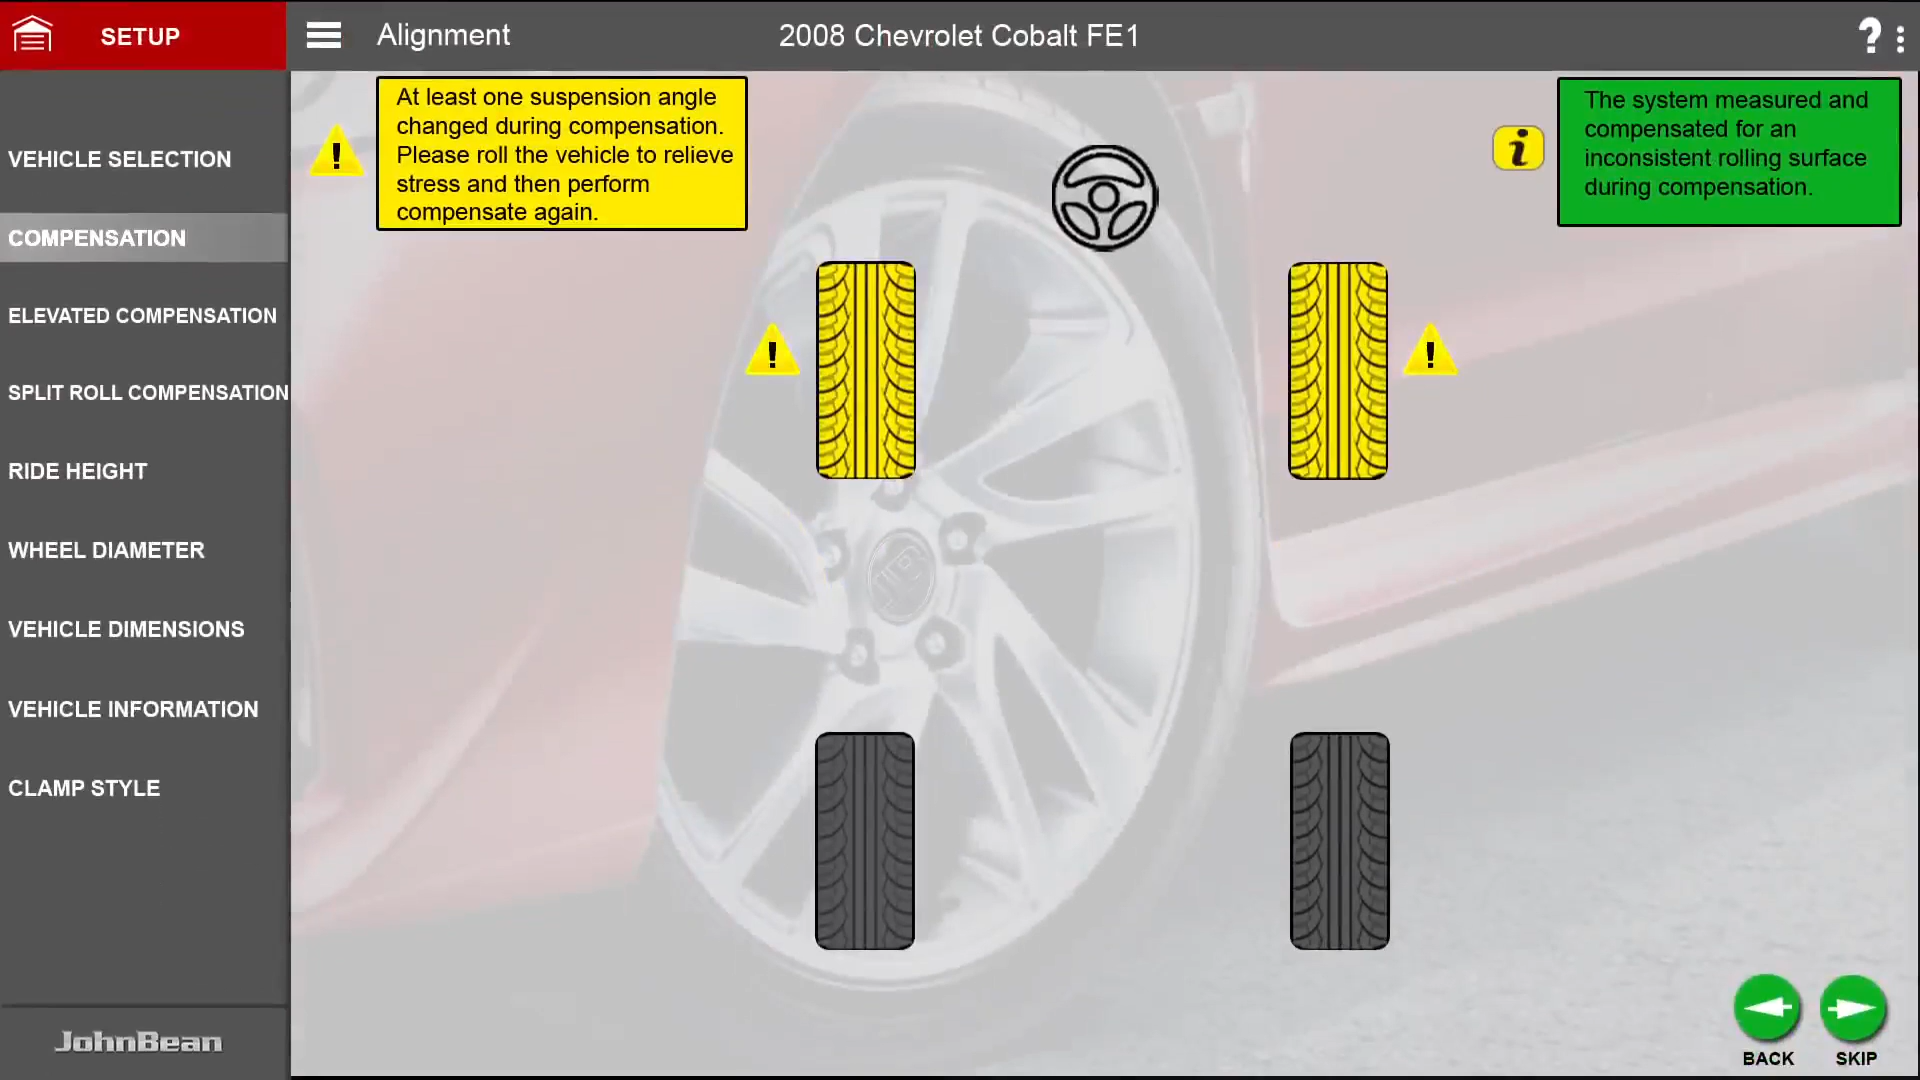 SETUP
Alignment
2008 Chevrolet Cobalt FE1
?
VEHICLE SELECTION
COMPENSATION
ELEVATED COMPENSATION
SPLIT ROLL COMPENSATION
RIDE HEIGHT
WHEEL DIAMETER
VEHICLE DIMENSIONS
VEHICLE INFORMATION
CLAMP STYLE
JohnBean
!
At least one suspension angle
changed during compensation.
Please roll the vehicle to relieve
stress and then perform
compensate again.
i
The system measured and
compensated for an
inconsistent rolling surface
during compensation.
!
!
JB
BACK
SKIP